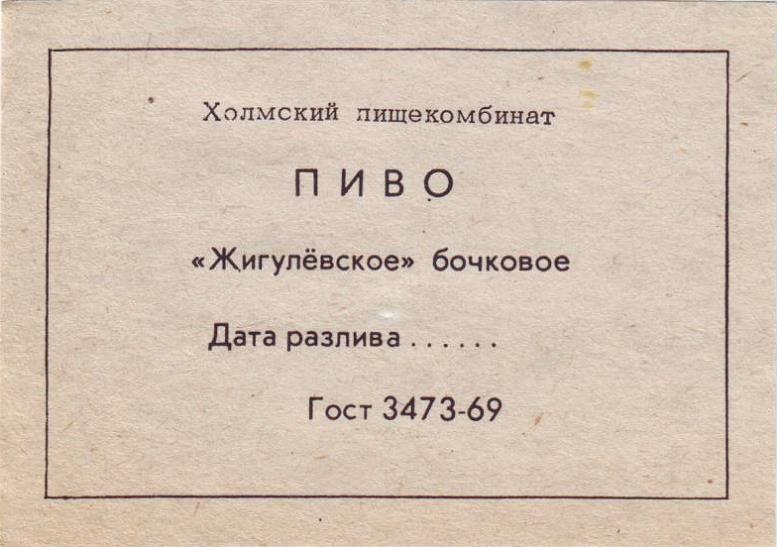 Холмский пищекомбинат
ПИВО
«Жигулёвское» бочковое
Дата разлива ......
Гост 3473-69